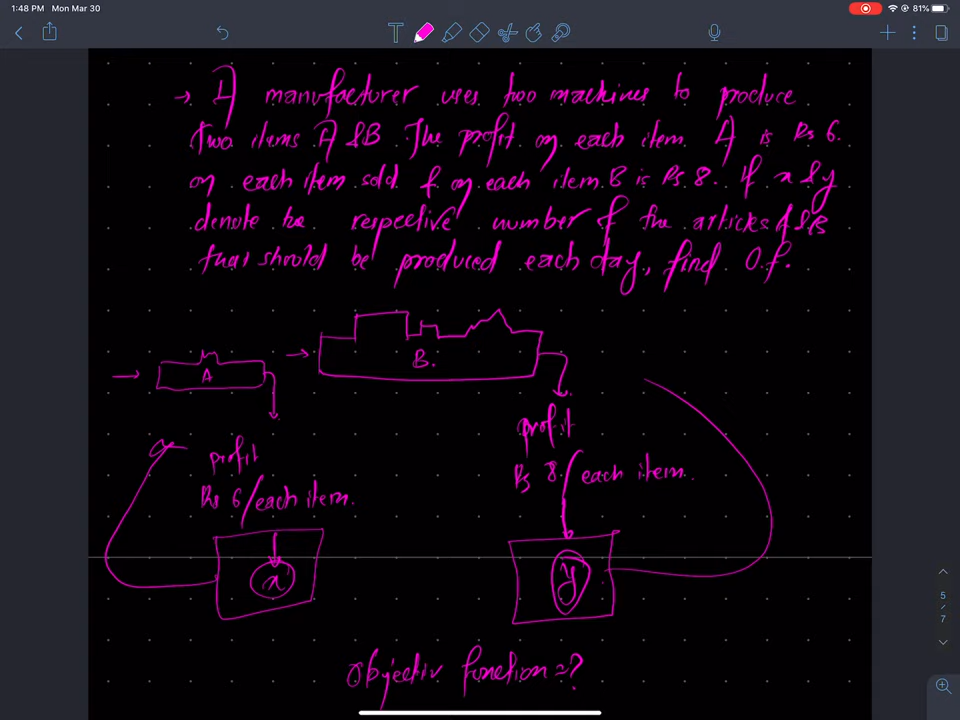 1:48 PM Mon Mar 30
81%
→ A manufacturer uses two machines to produce
Two items A & B. The profit on each item A is Rs 6.
on each item sold & on each item B is Rs. 8. If x & y
denote the respective number of the articles A & B
that should be produced each day, find O.f.
A
B.
profit
Rs 6/each item.
profit
Rs 8/each item.
x
y
Objectiv function =?
5
/
7